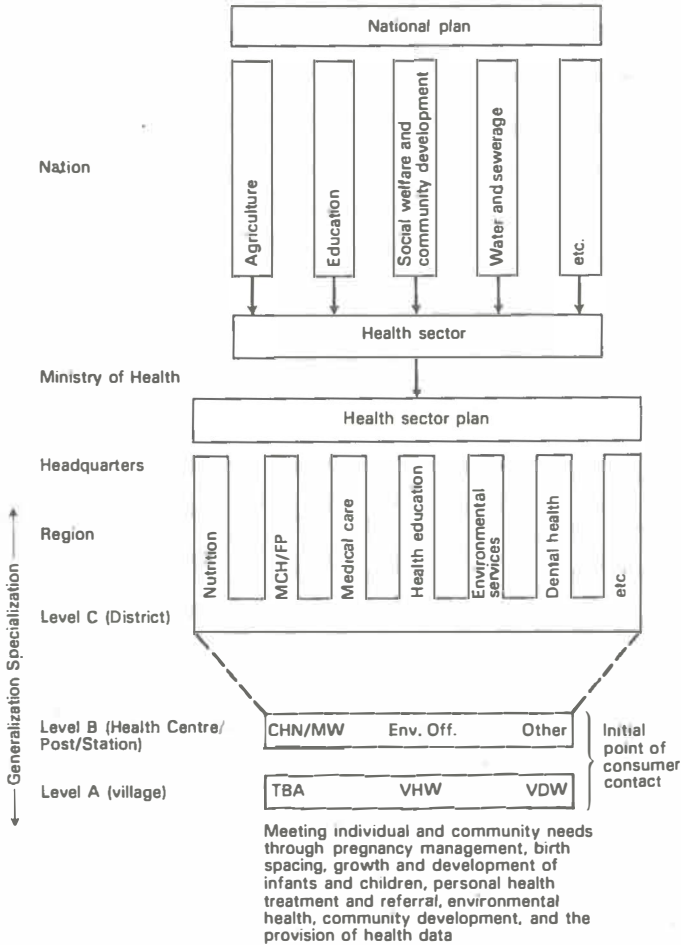 National plan
Nation
Agriculture
Education
Social welfare and
community development
Water and sewerage
etc.
Health sector
Ministry of Health
Health sector plan
Headquarters
Region
Nutrition
MCH/FP
Medical care
Health education
Environmental
services
Dental health
etc.
Level C (District)
Generalization Specialization
Level B (Health Centre/
Post/Station)
CHN/MW Env. Off. Other
Initial
point of
consumer
contact
Level A (village)
TBA VHW VDW
Meeting individual and community needs
through pregnancy management, birth
spacing, growth and development of
infants and children, personal health
treatment and referral, environmental
health, community development, and the
provision of health data